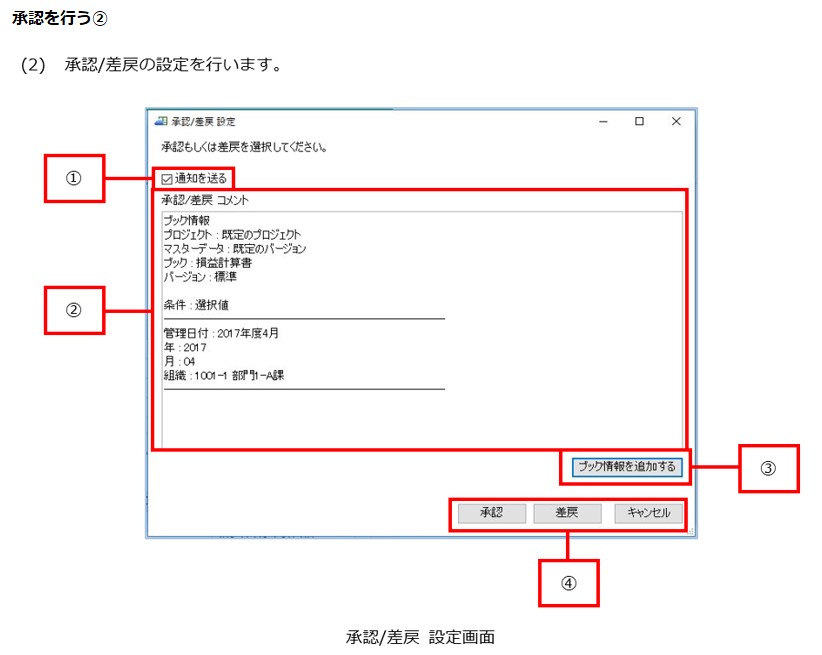 承認を行う②
(2) 承認/差戻の設定を行います。
承認/差戻 設定
承認もしくは差戻を選択してください。
①
通知を送る
承認/差戻 コメント
ブック情報
プロジェクト : 既定のプロジェクト
マスターデータ : 既定のバージョン
ブック : 損益計算書
バージョン : 標準
②
条件 : 選択値
管理日付 : 2017年度4月
年 : 2017
月 : 04
組織 : 1001-1 部門1-A課
ブック情報を追加する
③
承認 差戻 キャンセル
④
承認/差戻 設定画面